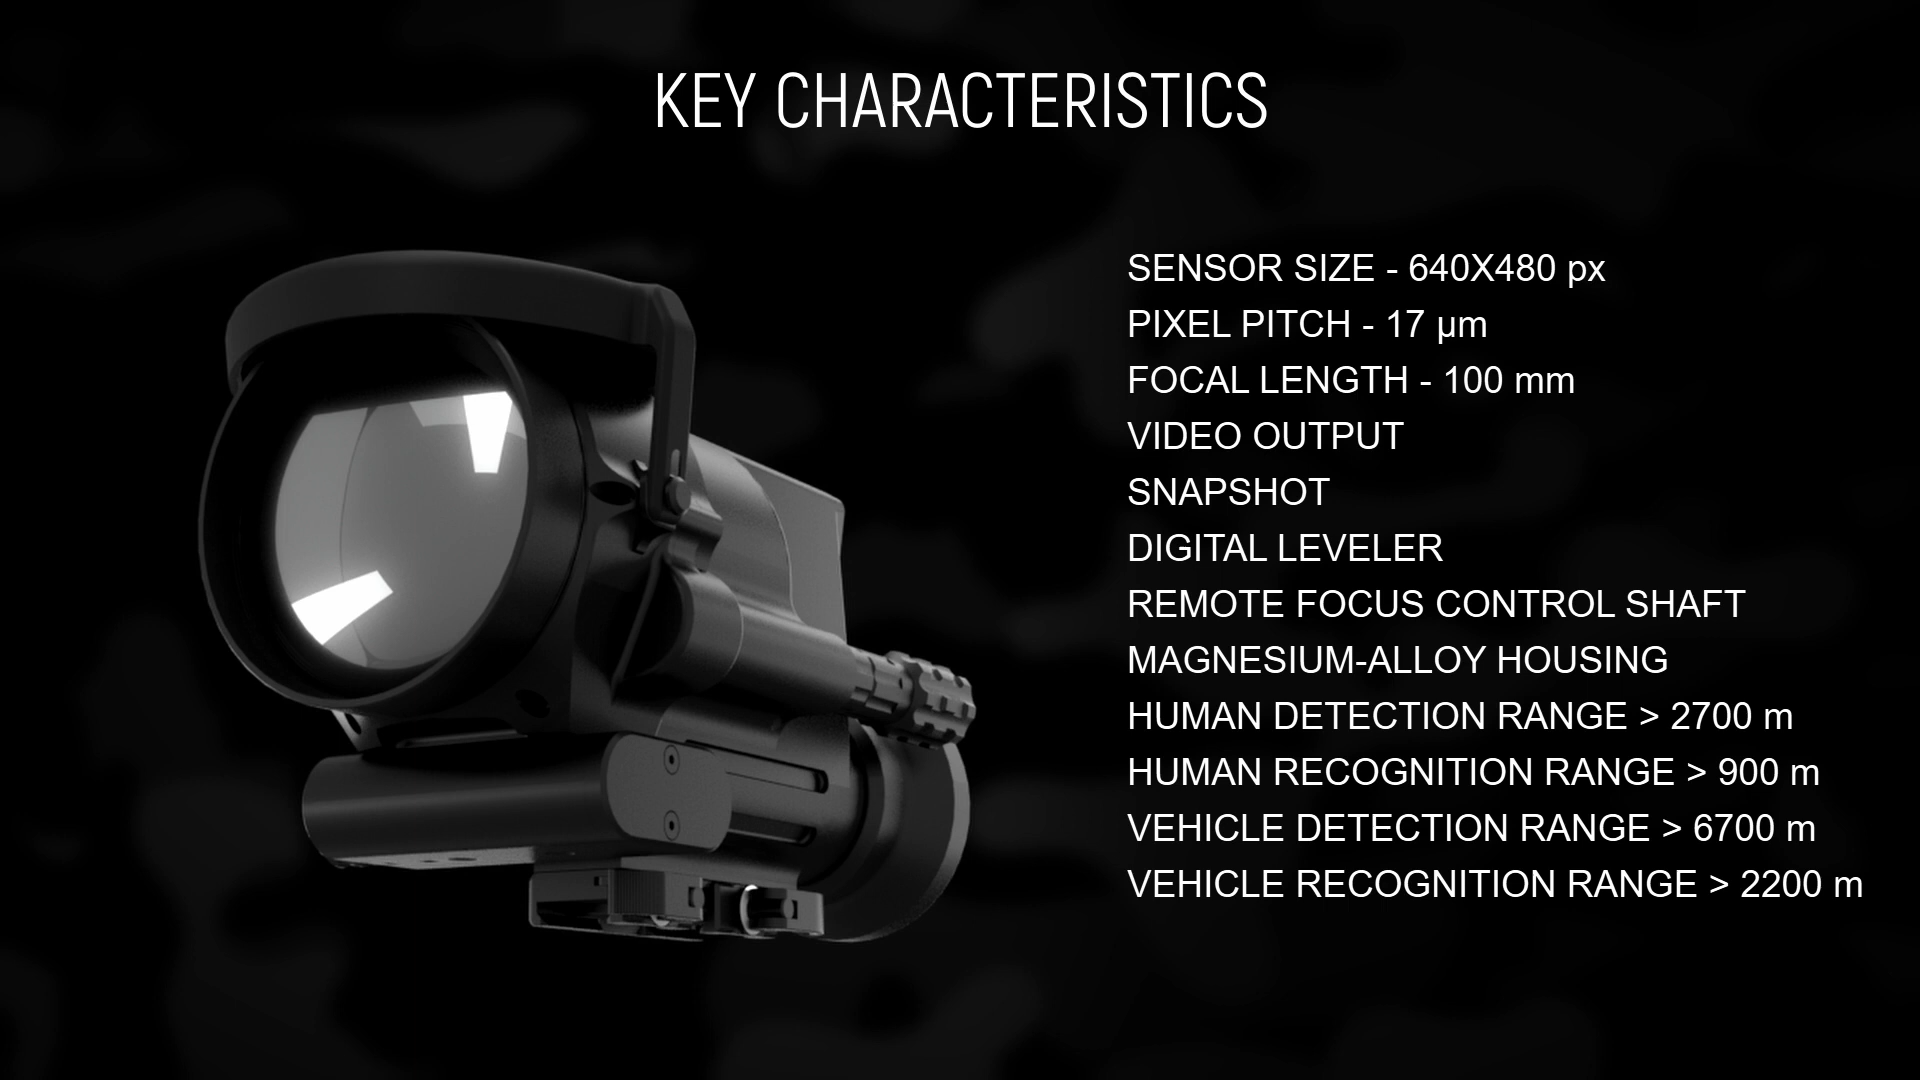 KEY CHARACTERISTICS
SENSOR SIZE - 640X480 px
PIXEL PITCH - 17 µm
FOCAL LENGTH - 100 mm
VIDEO OUTPUT
SNAPSHOT
DIGITAL LEVELER
REMOTE FOCUS CONTROL SHAFT
MAGNESIUM-ALLOY HOUSING
HUMAN DETECTION RANGE > 2700 m
HUMAN RECOGNITION RANGE > 900 m
VEHICLE DETECTION RANGE > 6700 m
VEHICLE RECOGNITION RANGE > 2200 m